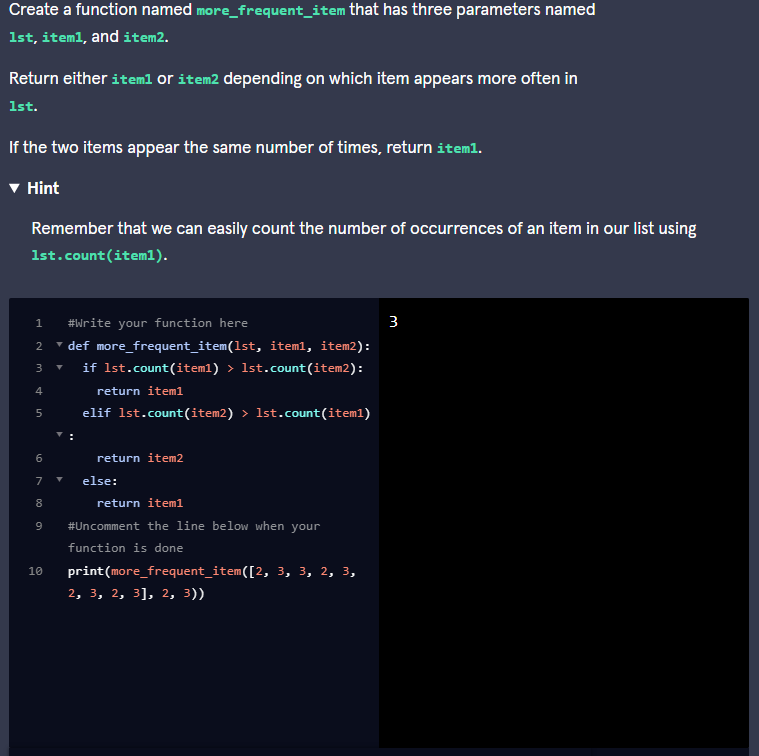 Create a function named more_frequent_item that has three parameters named
lst, item1, and item2.
Return either item1 or item2 depending on which item appears more often in
lst.
If the two items appear the same number of times, return item1.
▼ Hint
Remember that we can easily count the number of occurrences of an item in our list using
lst.count(item1).
1 #Write your function here
2 ▼ def more_frequent_item(lst, item1, item2):
3 ▼ if lst.count(item1) > lst.count(item2):
4 return item1
5 elif lst.count(item2) > lst.count(item1)
▼ :
6 return item2
7 ▼ else:
8 return item1
9 #Uncomment the line below when your
function is done
10 print(more_frequent_item([2, 3, 3, 2, 3,
2, 3, 2, 3], 2, 3))
3